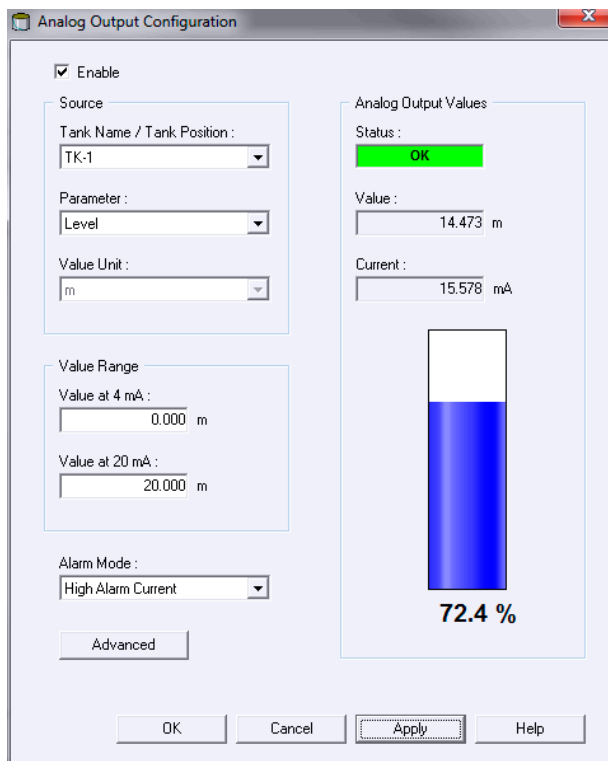 Analog Output Configuration
Enable
Source
Tank Name / Tank Position :
TK-1
Parameter :
Level
Value Unit :
m
Value Range
Value at 4 mA :
0.000 m
Value at 20 mA :
20.000 m
Alarm Mode :
High Alarm Current
Advanced
Analog Output Values
Status :
OK
Value :
14.473 m
Current :
15.578 mA
72.4 %
OK Cancel Apply Help